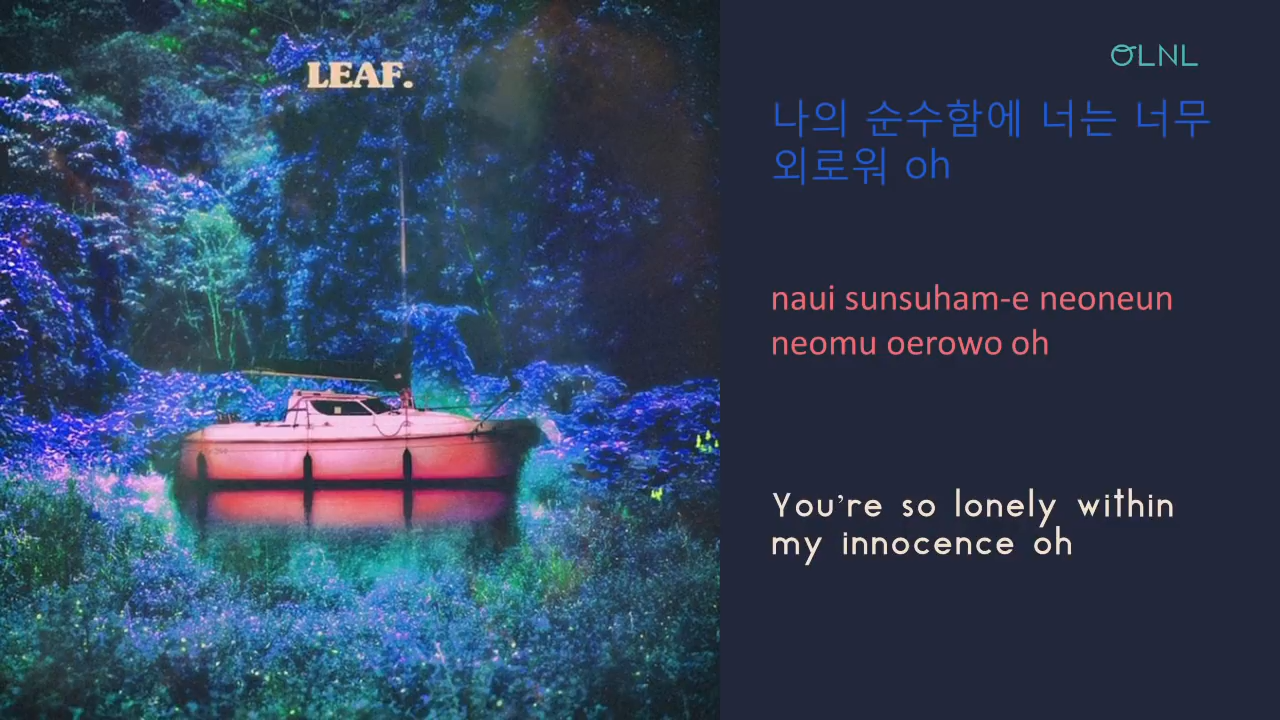 LEAF.
OLNL
나의 순수함에 너는 너무
외로워 oh
naui sunsuham-e neoneun
neomu oerowo oh
You're so lonely within
my innocence oh